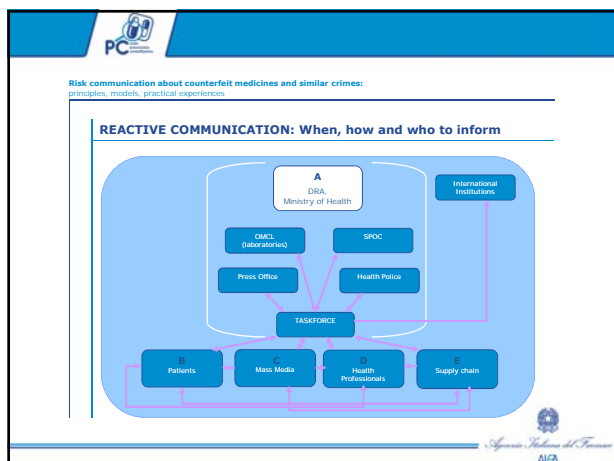 PC
Risk communication about counterfeit medicines and similar crimes:
principles, models, practical experiences
REACTIVE COMMUNICATION: When, how and who to inform
A
DRA,
Ministry of Health
International
Institutions
OMCL
(laboratories)
SPOC
Press Office
Health Police
TASKFORCE
B
Patients
C
Mass Media
D
Health
Professionals
E
Supply chain
Agenzia Italiana del Farmaco
AIFA